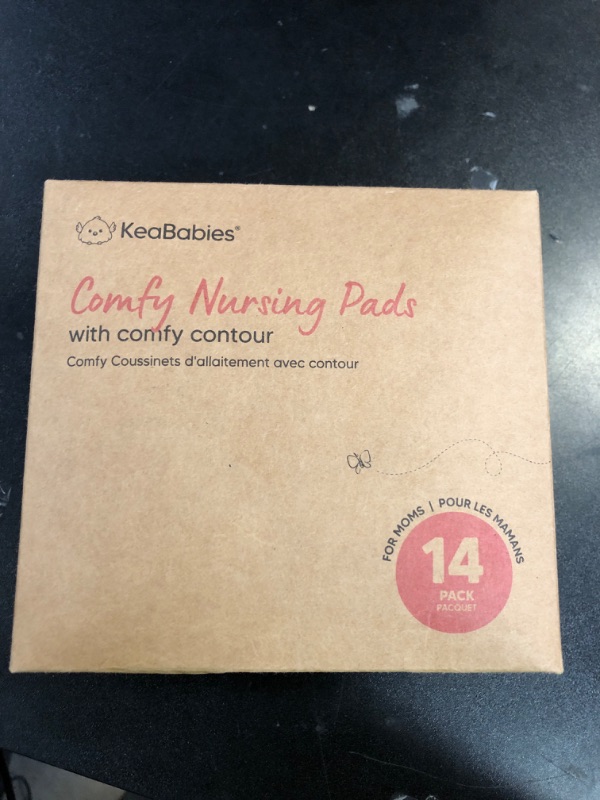 KeaBabies®
Comfy Nursing Pads
with comfy contour
Comfy Coussinets d'allaitement avec contour
FOR MOMS | POUR LES MAMANS
14
PACK
PACQUET